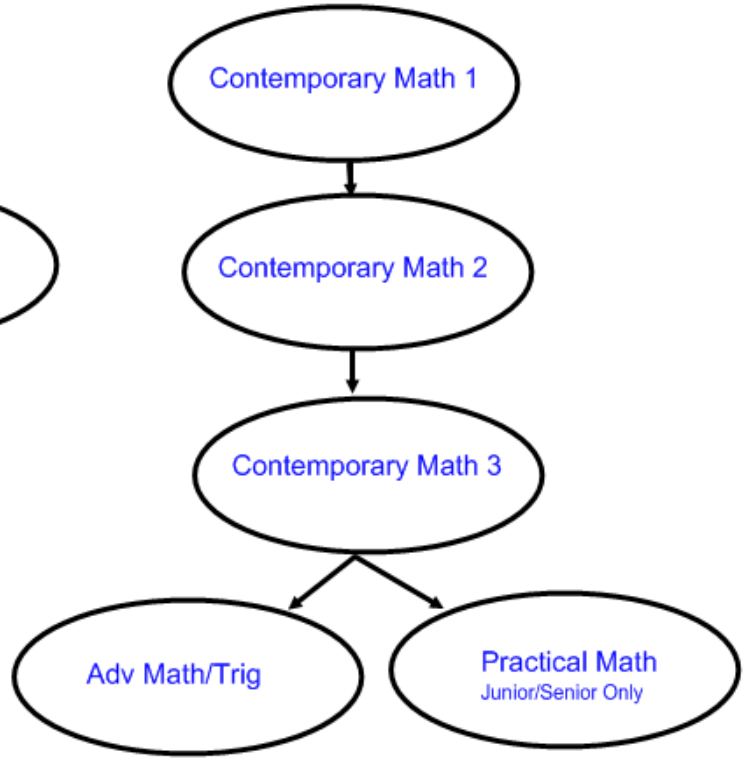 Contemporary Math 1
Contemporary Math 2
Contemporary Math 3
Adv Math/Trig
Practical Math
Junior/Senior Only